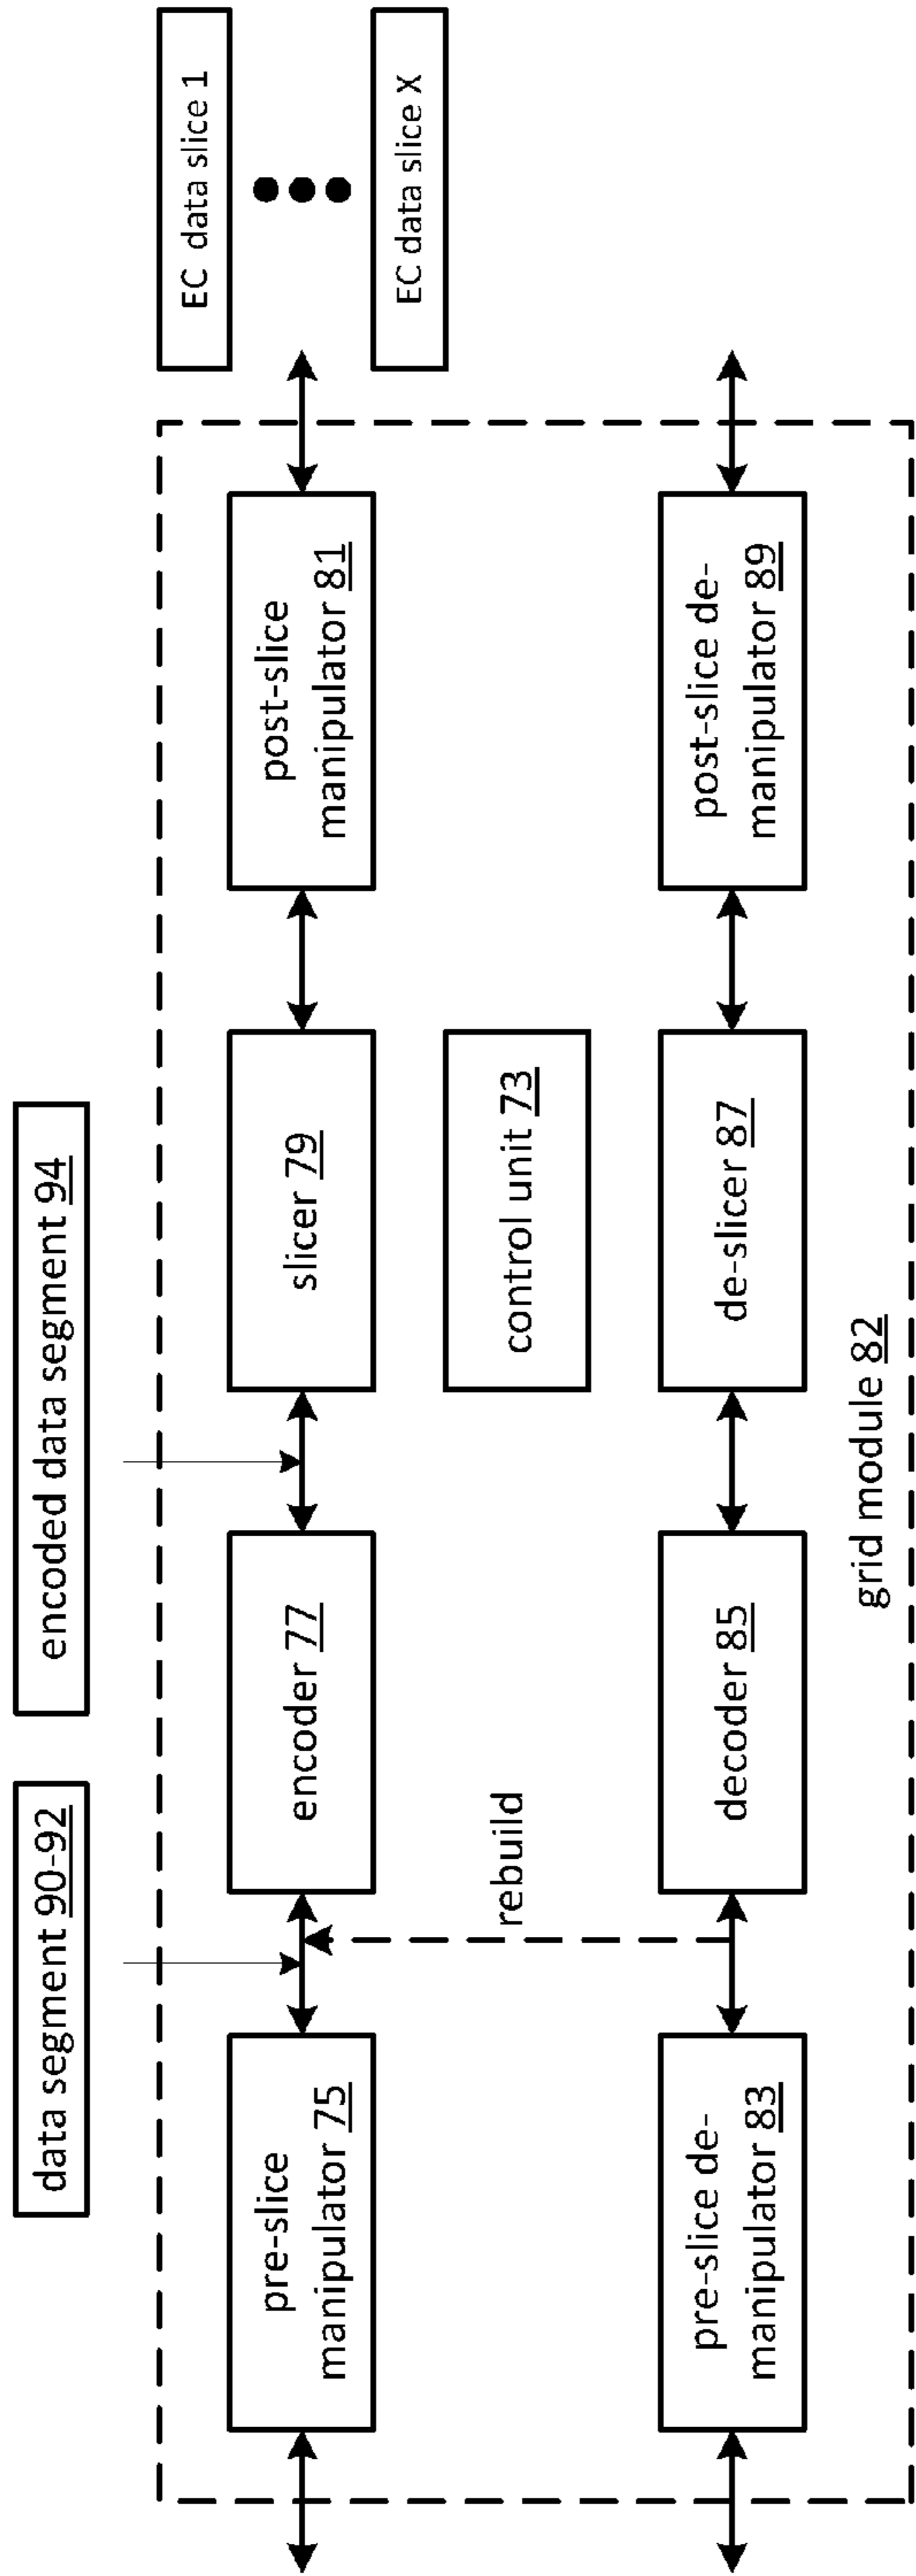 data segment 90-92
encoded data segment 94
EC data slice 1
EC data slice X
pre-slice
manipulator 75
encoder 77
slicer 79
post-slice
manipulator 81
rebuild
control unit 73
pre-slice de-
manipulator 83
decoder 85
de-slicer 87
post-slice de-
manipulator 89
grid module 82